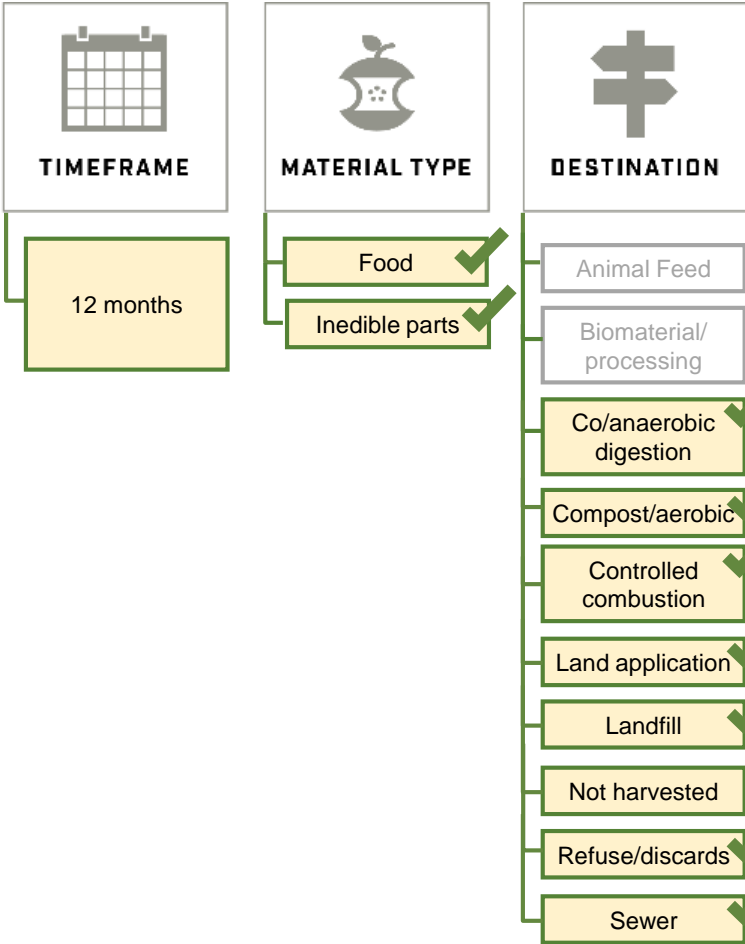 TIMEFRAME
12 months
MATERIAL TYPE
Food
Inedible parts
DESTINATION
Animal Feed
Biomaterial/
processing
Co/anaerobic
digestion
Compost/aerobic
Controlled
combustion
Land application
Landfill
Not harvested
Refuse/discards
Sewer